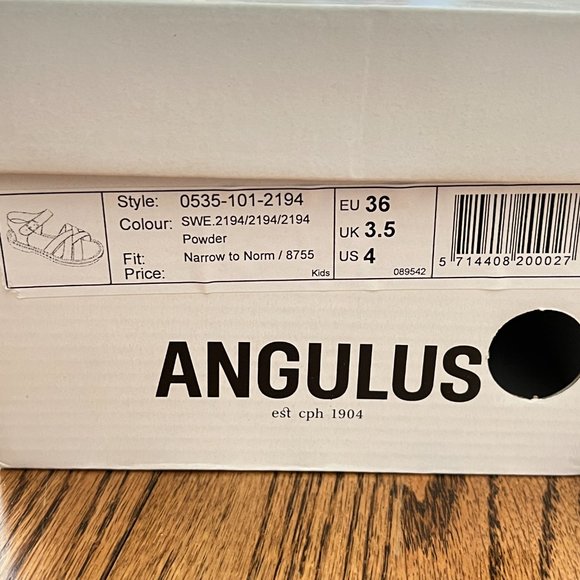 Style: 0535-101-2194
Colour: SWE.2194/2194/2194
Powder
Fit: Narrow to Norm / 8755
Price:
Kids
EU 36
UK 3.5
US 4
089542
5 714408 200027
ANGULUS
est cph 1904